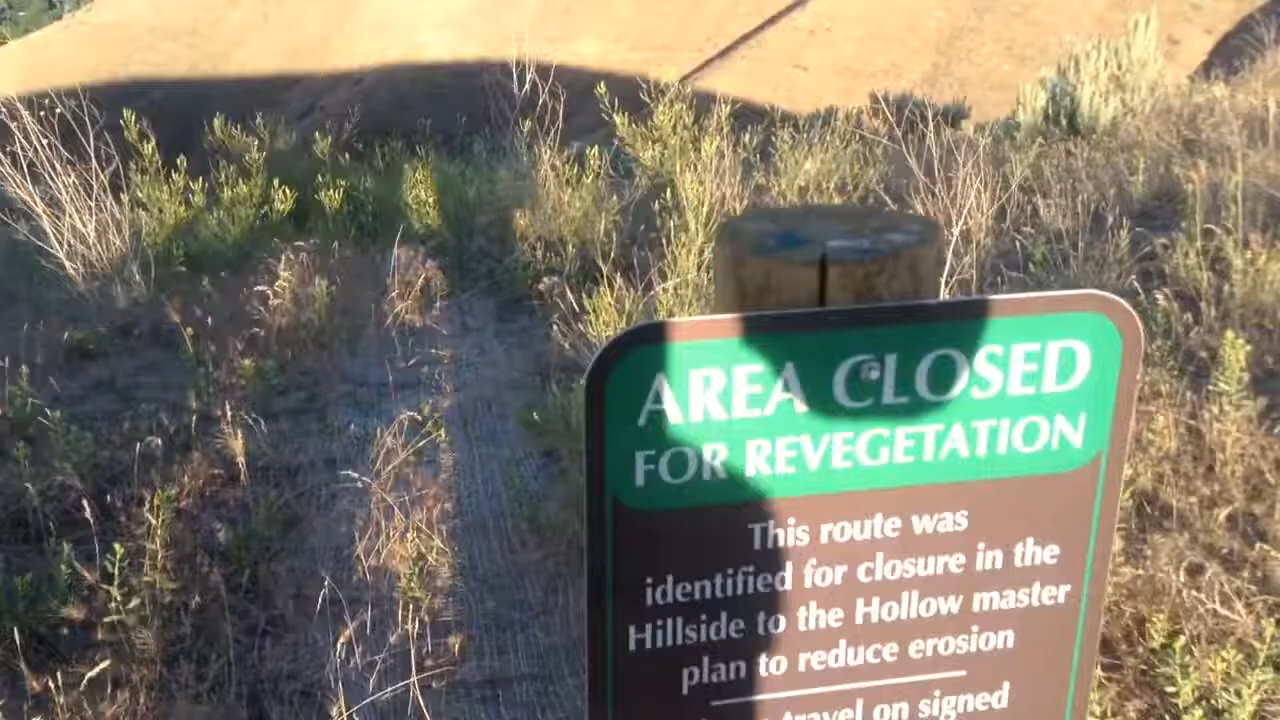 AREA CLOSED
FOR REVEGETATION
This route was
identified for closure in the
Hillside to the Hollow master
plan to reduce erosion
travel on signed